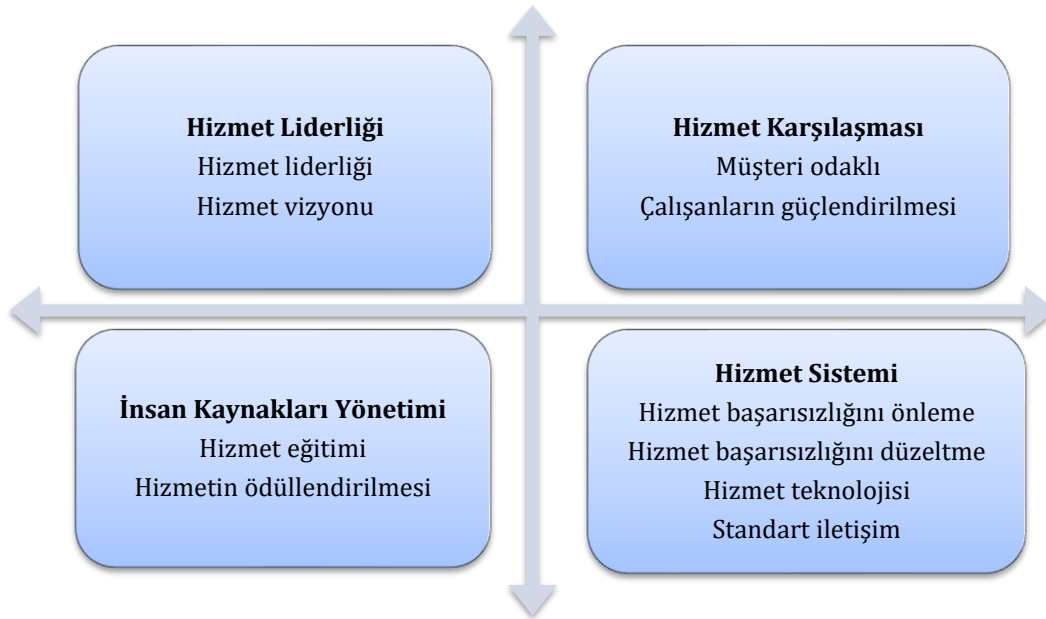 Hizmet Liderliği
Hizmet liderliği
Hizmet vizyonu
Hizmet Karşılaşması
Müşteri odaklı
Çalışanların güçlendirilmesi
İnsan Kaynakları Yönetimi
Hizmet eğitimi
Hizmetin ödüllendirilmesi
Hizmet Sistemi
Hizmet başarısızlığını önleme
Hizmet başarısızlığını düzeltme
Hizmet teknolojisi
Standart iletişim